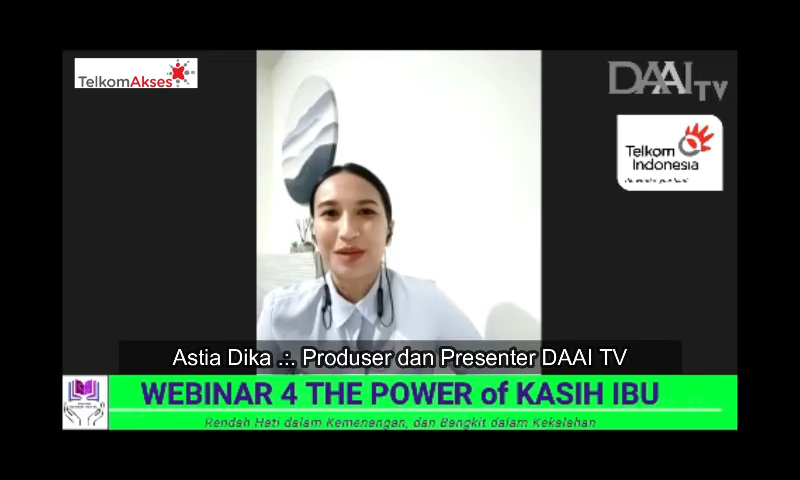 TelkomAkses
DAAI TV
Telkom
Indonesia
Astia Dika .:. Produser dan Presenter DAAI TV
WEBINAR 4 THE POWER of KASIH IBU
Rendah Hati dalam Kemenangan, dan Bangkit dalam Kekalahan